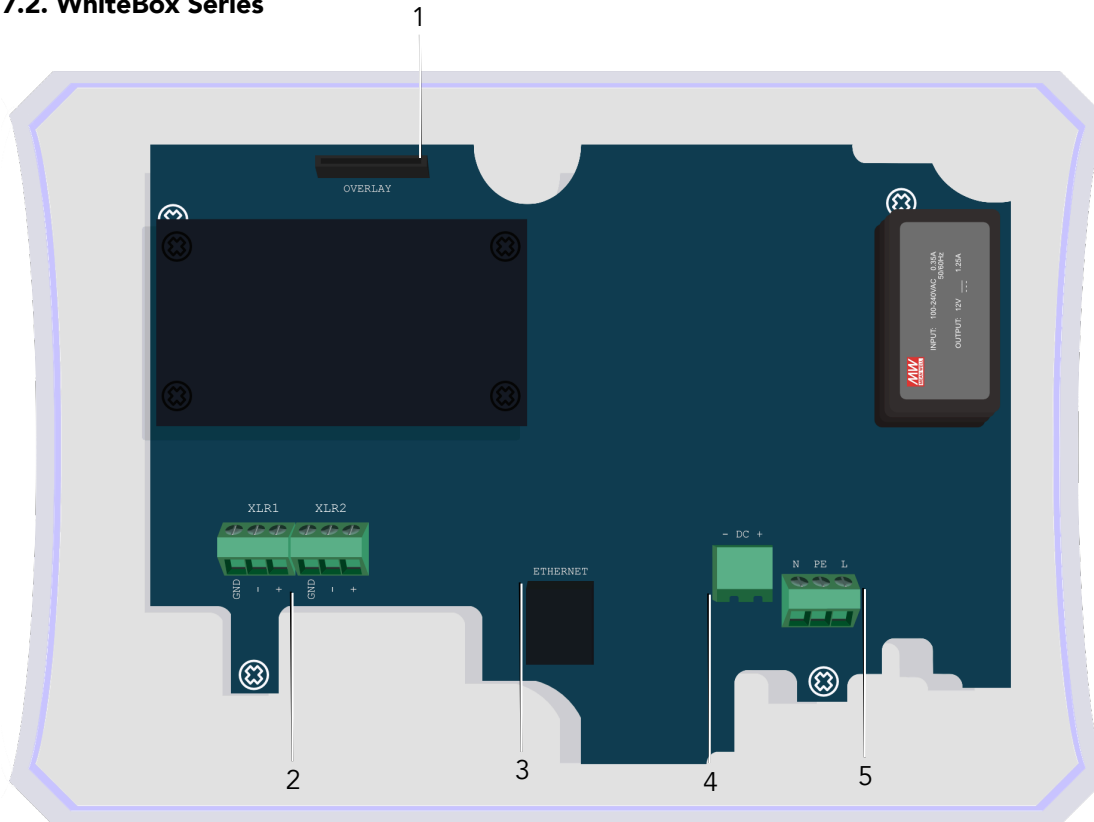 7.2. WhiteBox Series
1
OVERLAY
INPUT: 100-240VAC 0.35A
50/60Hz
OUTPUT: 12V 1.25A
MW
XLR1 XLR2
GND - + GND - +
ETHERNET
- DC +
N PE L
2
3
4
5